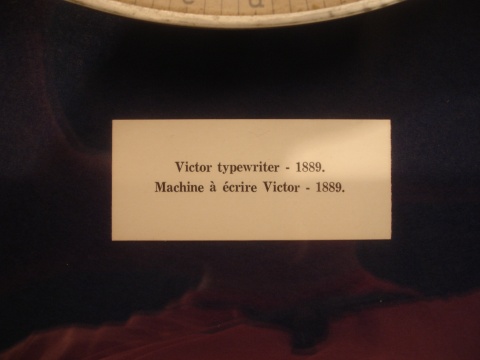 Victor typewriter - 1889.
Machine à écrire Victor - 1889.